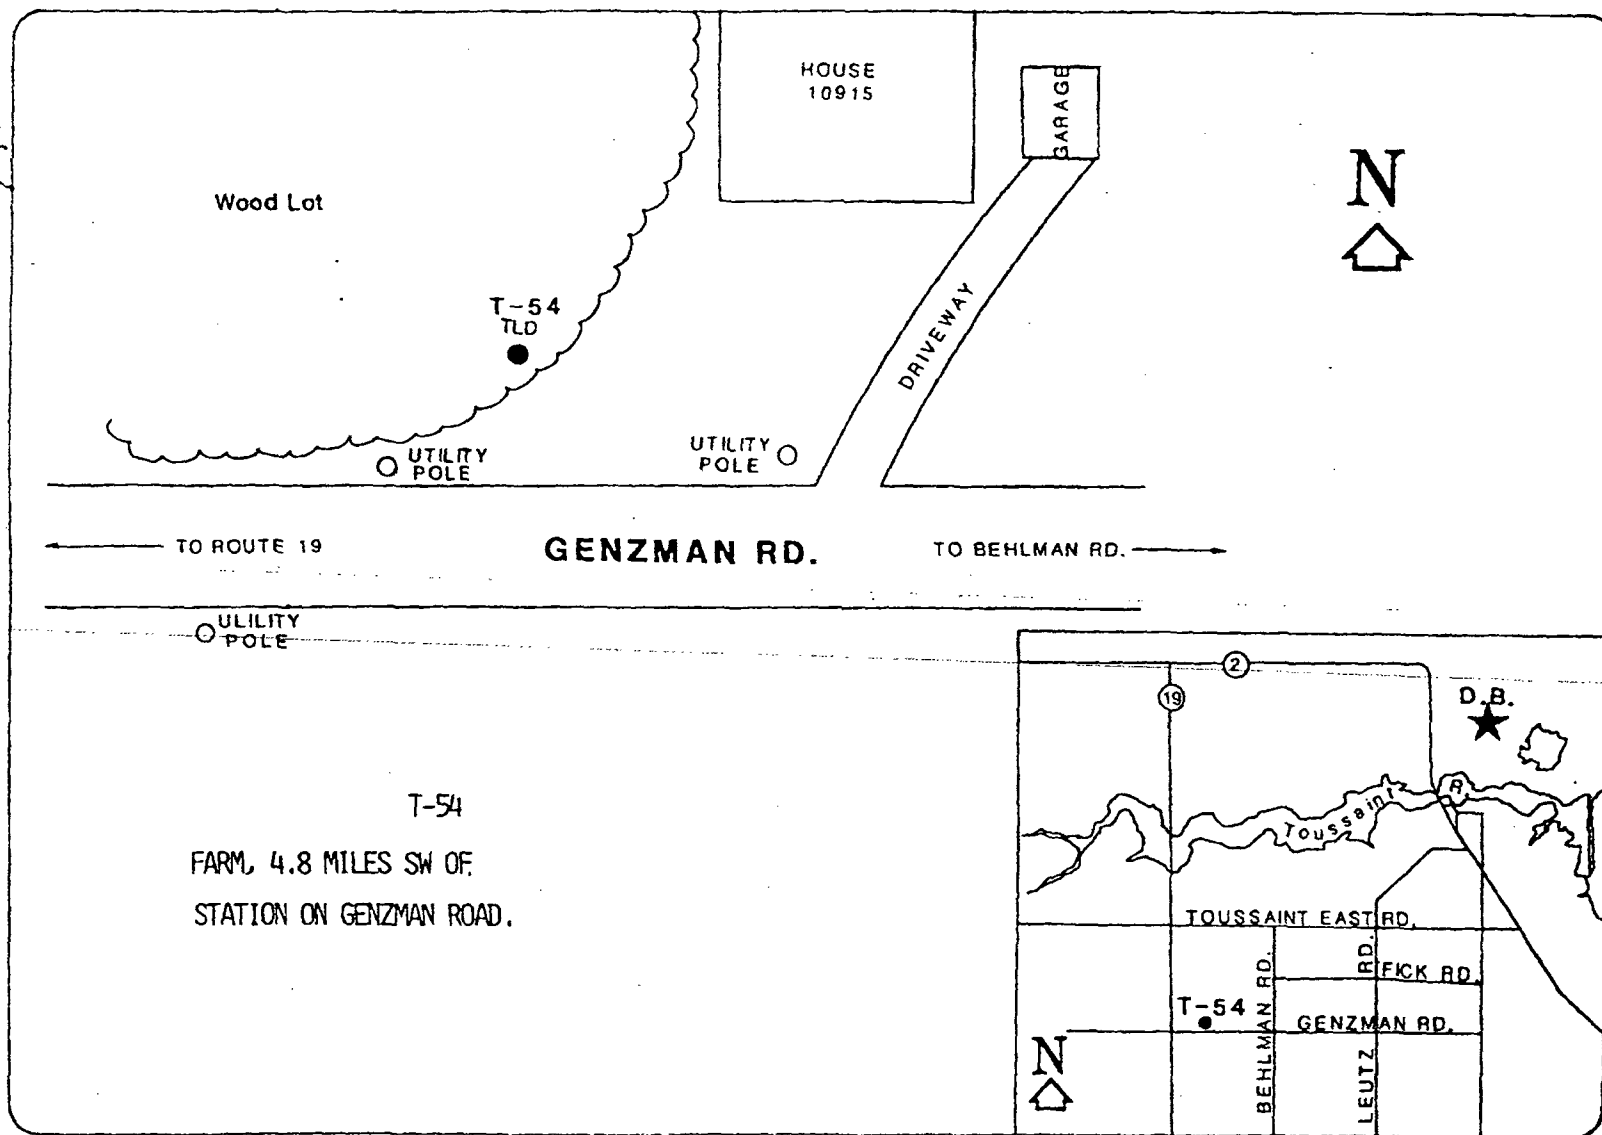 HOUSE
10915
GARAGE
N
Wood Lot
T-54
TLD
DRIVEWAY
UTILITY
POLE
UTILITY
POLE
TO ROUTE 19
GENZMAN RD.
TO BEHLMAN RD.
ULILITY
POLE
2
19
D.B.
Toussaint
R.
T-54
FARM, 4.8 MILES SW OF
STATION ON GENZMAN ROAD.
TOUSSAINT EAST RD.
FICK RD.
T-54
GENZMAN RD.
BEHLMAN RD.
LEUTZ RD.
N